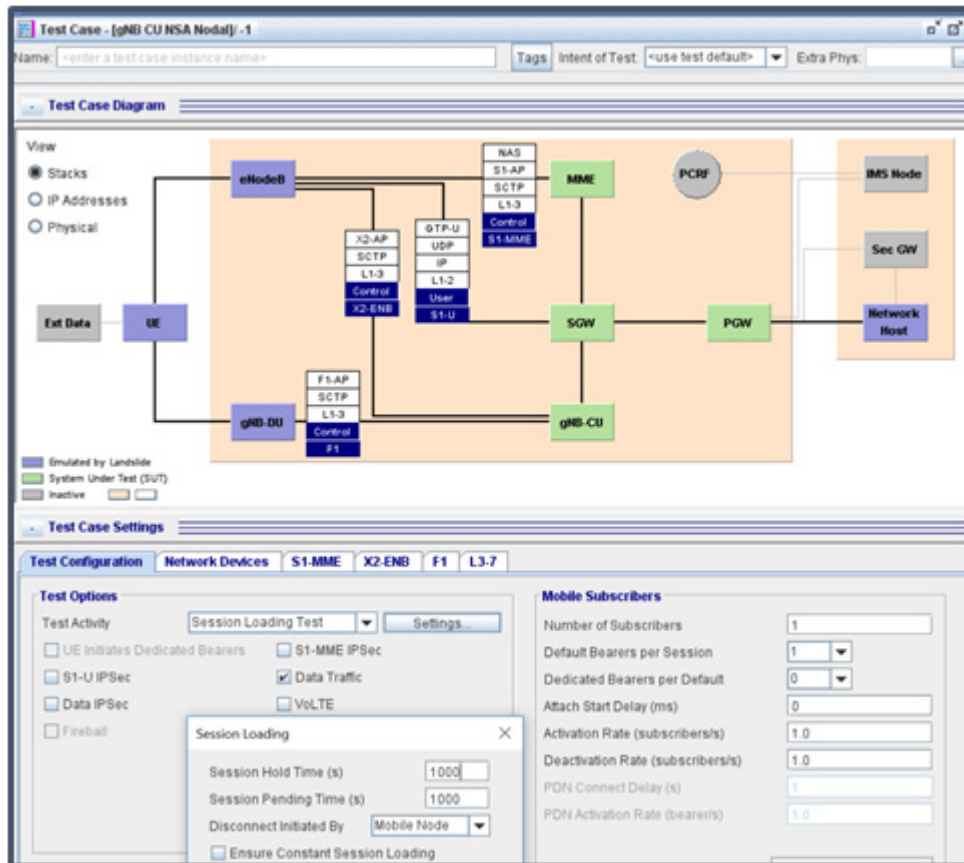 Test Case - [gNB CU NSA Nodal]/ -1
Name: <enter a test case instance name> Tags Intent of Test: <use test default> Extra Phys:
- Test Case Diagram
View
Stacks
IP Addresses
Physical
Ext Data
UE
eNodeB
gNB-DU
X2-AP
SCTP
L1-3
Control
X2-ENB
GTP-U
UDP
IP
L1-2
User
S1-U
NAS
S1-AP
SCTP
L1-3
Control
S1-MME
F1-AP
SCTP
L1-3
Control
F1
MME
SGW
gNB-CU
PCRF
PGW
IMS Node
Sec GW
Network
Host
Emulated by Landslide
System Under Test (SUT)
Inactive
- Test Case Settings
Test Configuration Network Devices S1-MME X2-ENB F1 L3-7
Test Options
Test Activity Session Loading Test Settings...
UE Initiates Dedicated Bearers S1-MME IPSec
S1-U IPSec Data Traffic
Data IPSec VoLTE
Fireball
Session Loading
Session Hold Time (s) 1000
Session Pending Time (s) 1000
Disconnect Initiated By Mobile Node
Ensure Constant Session Loading
Mobile Subscribers
Number of Subscribers 1
Default Bearers per Session 1
Dedicated Bearers per Default 0
Attach Start Delay (ms) 0
Activation Rate (subscribers/s) 1.0
Deactivation Rate (subscribers/s) 1.0
PDN Connect Delay (s) 1
PDN Activation Rate (bearer/s) 1.0